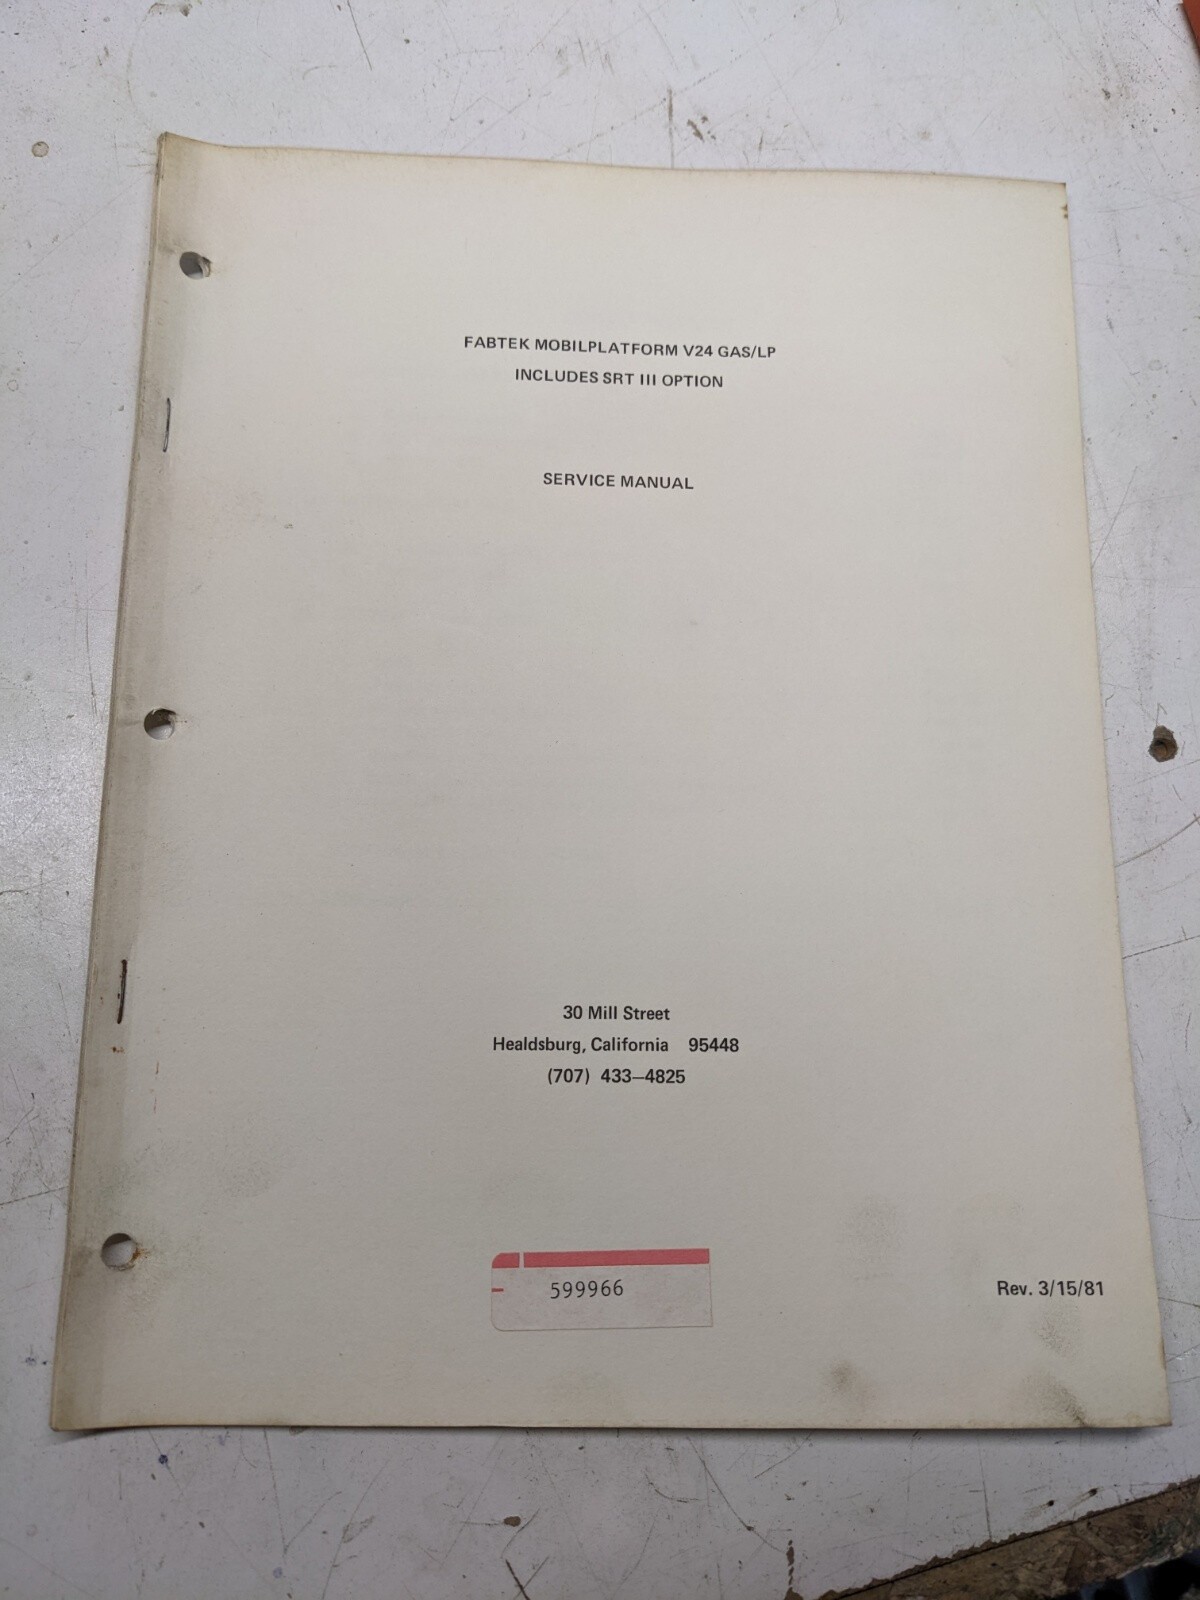 FABTEK MOBILPLATFORM V24 GAS/LP
INCLUDES SRT III OPTION
SERVICE MANUAL
30 Mill Street
Healdsburg, California 95448
(707) 433–4825
599966
Rev. 3/15/81